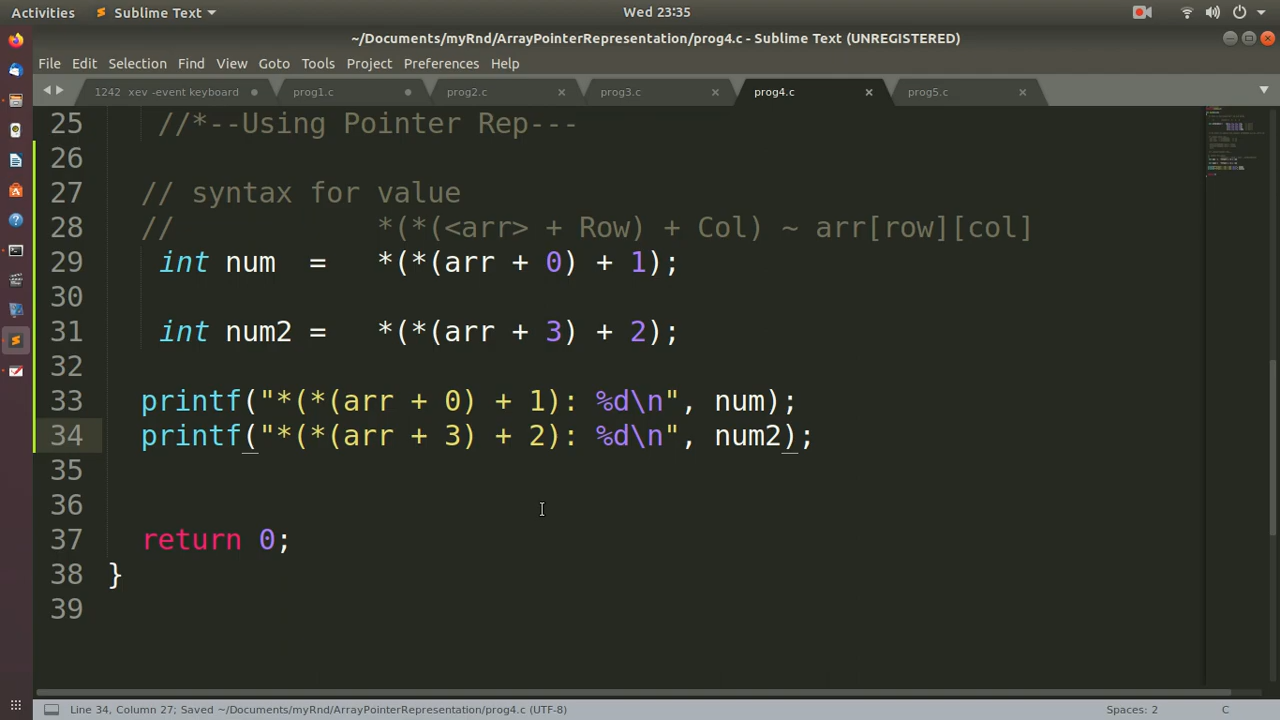 Activities Sublime Text Wed 23:35
~/Documents/myRnd/ArrayPointerRepresentation/prog4.c - Sublime Text (UNREGISTERED)
File Edit Selection Find View Goto Tools Project Preferences Help
1242 xev -event keyboard prog1.c prog2.c prog3.c prog4.c prog5.c
25 //*--Using Pointer Rep---
26
27 // syntax for value
28 // *(*(<arr> + Row) + Col) ~ arr[row][col]
29 int num = *(*(arr + 0) + 1);
30
31 int num2 = *(*(arr + 3) + 2);
32
33 printf("*(*(arr + 0) + 1): %d\n", num);
34 printf("*(*(arr + 3) + 2): %d\n", num2);
35
36
37 return 0;
38 }
39
Line 34, Column 27; Saved ~/Documents/myRnd/ArrayPointerRepresentation/prog4.c (UTF-8) Spaces: 2 C